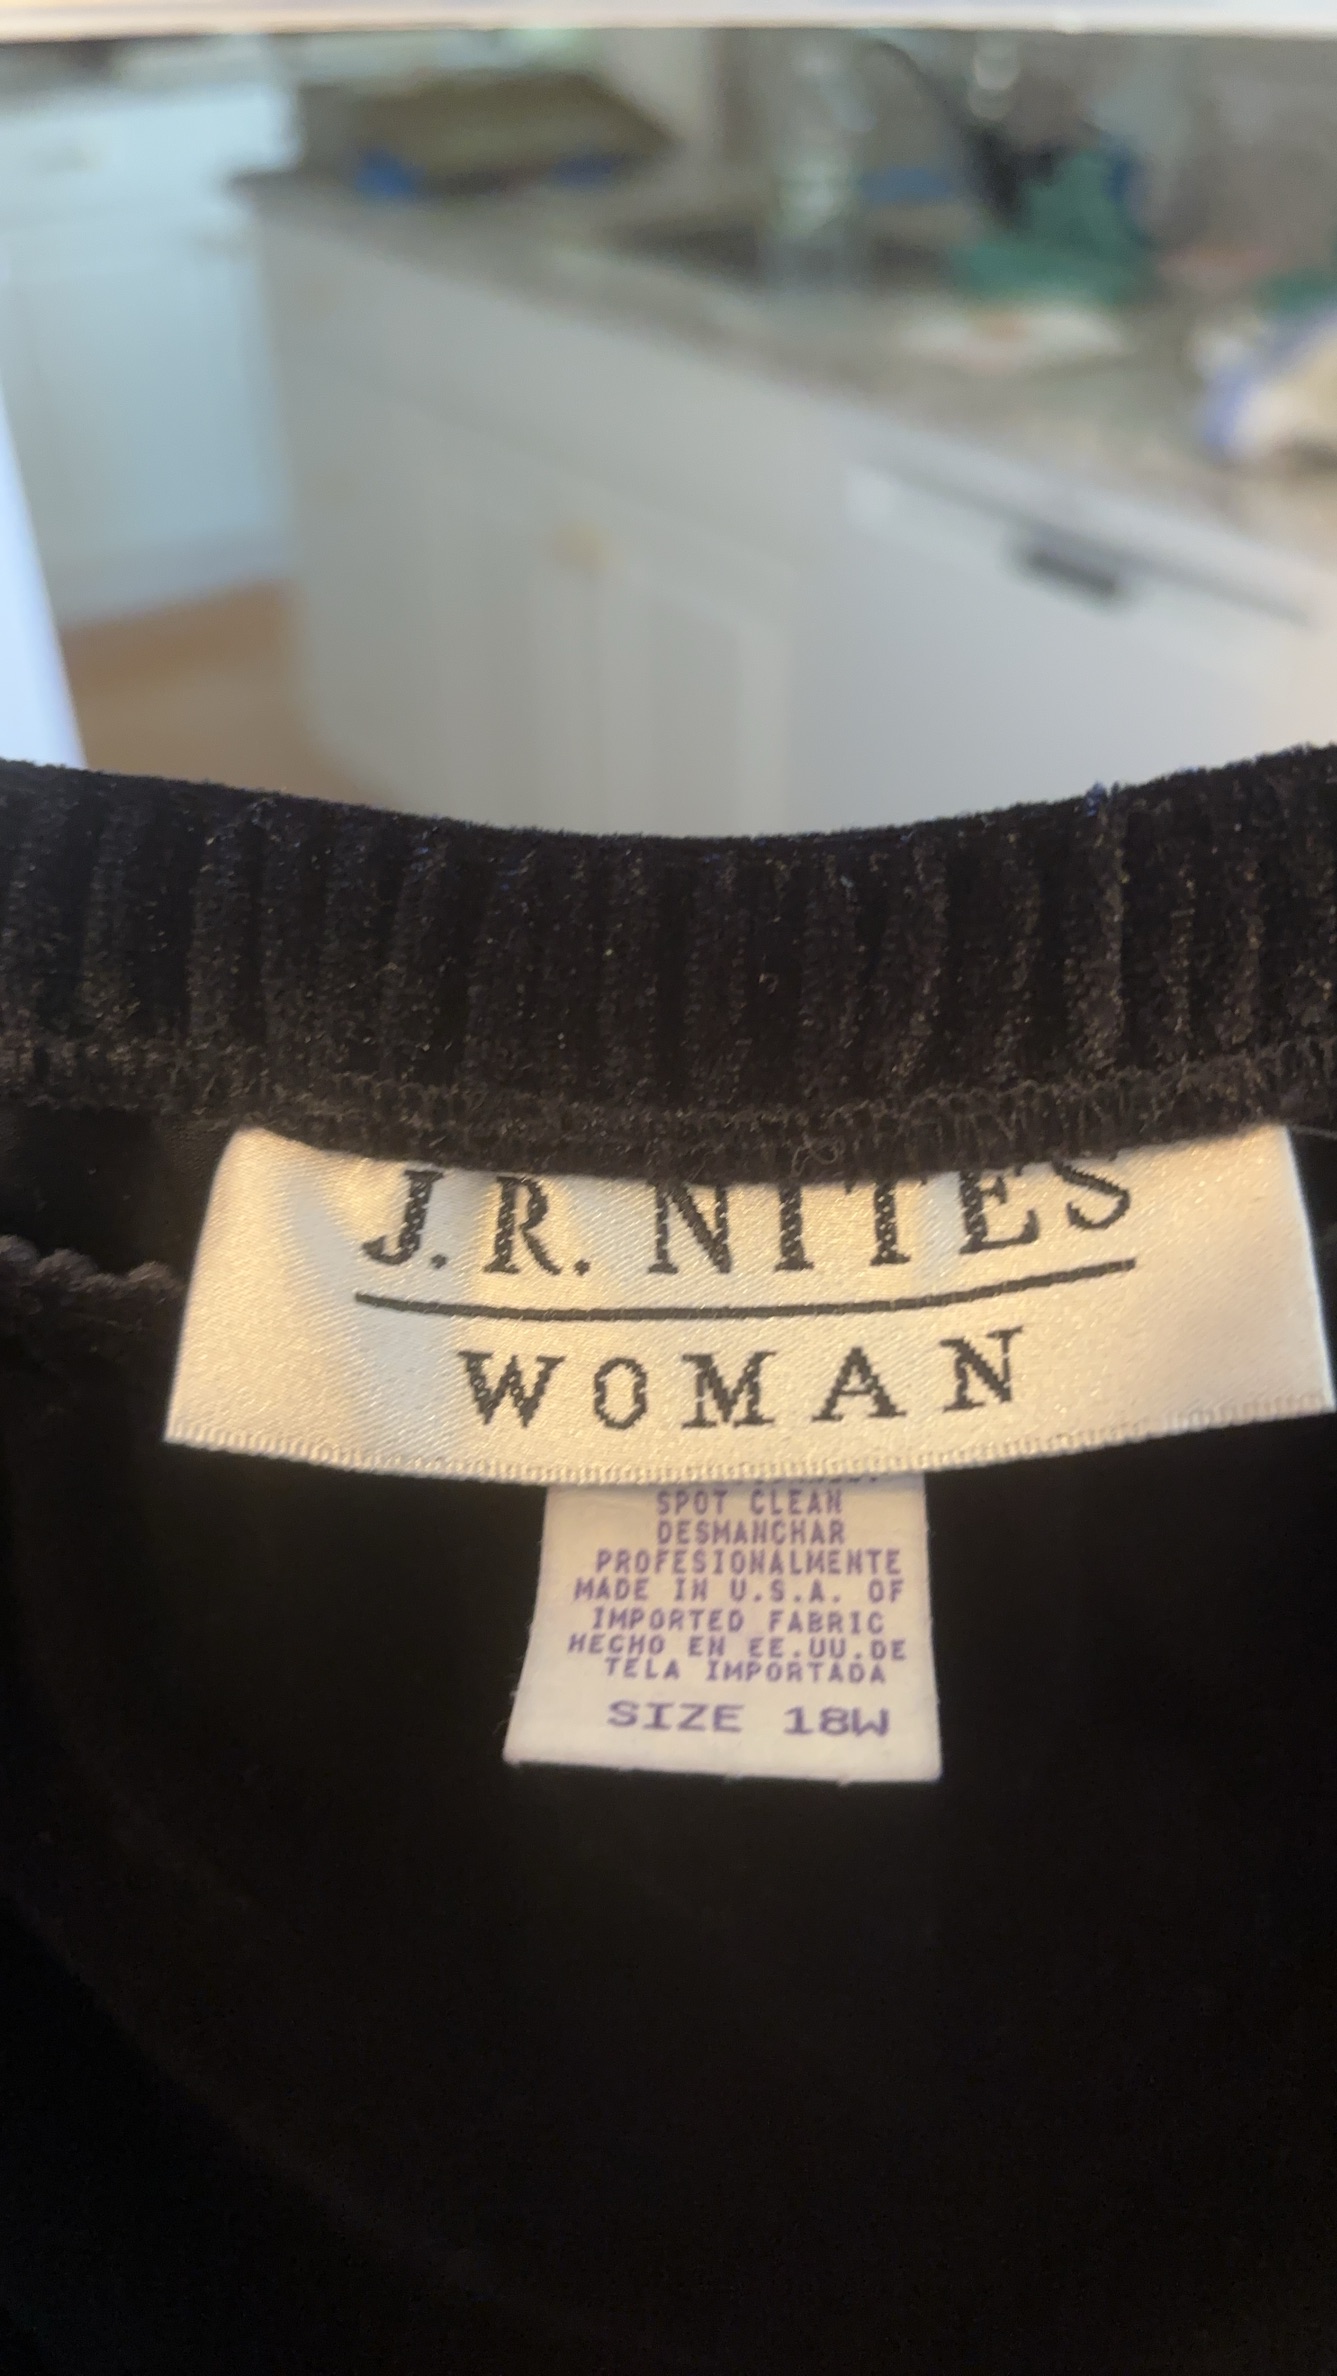 J.R. NITES
WOMAN
SPOT CLEAN
DESMANCHAR
PROFESIONALMENTE
MADE IN U.S.A. OF
IMPORTED FABRIC
HECHO EN EE.UU.DE
TELA IMPORTADA
SIZE 18W